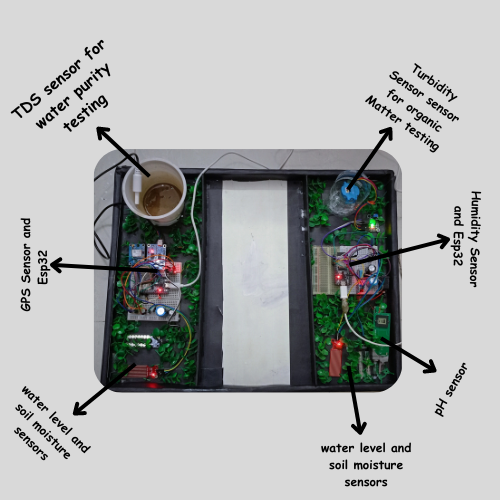 TDS sensor for
water purity
testing
Turbidity
Sensor sensor
for organic
Matter testing
GPS Sensor and
Esp32
Humidity Sensor
and Esp32
water level and
soil moisture
sensors
pH sensor
water level and
soil moisture
sensors